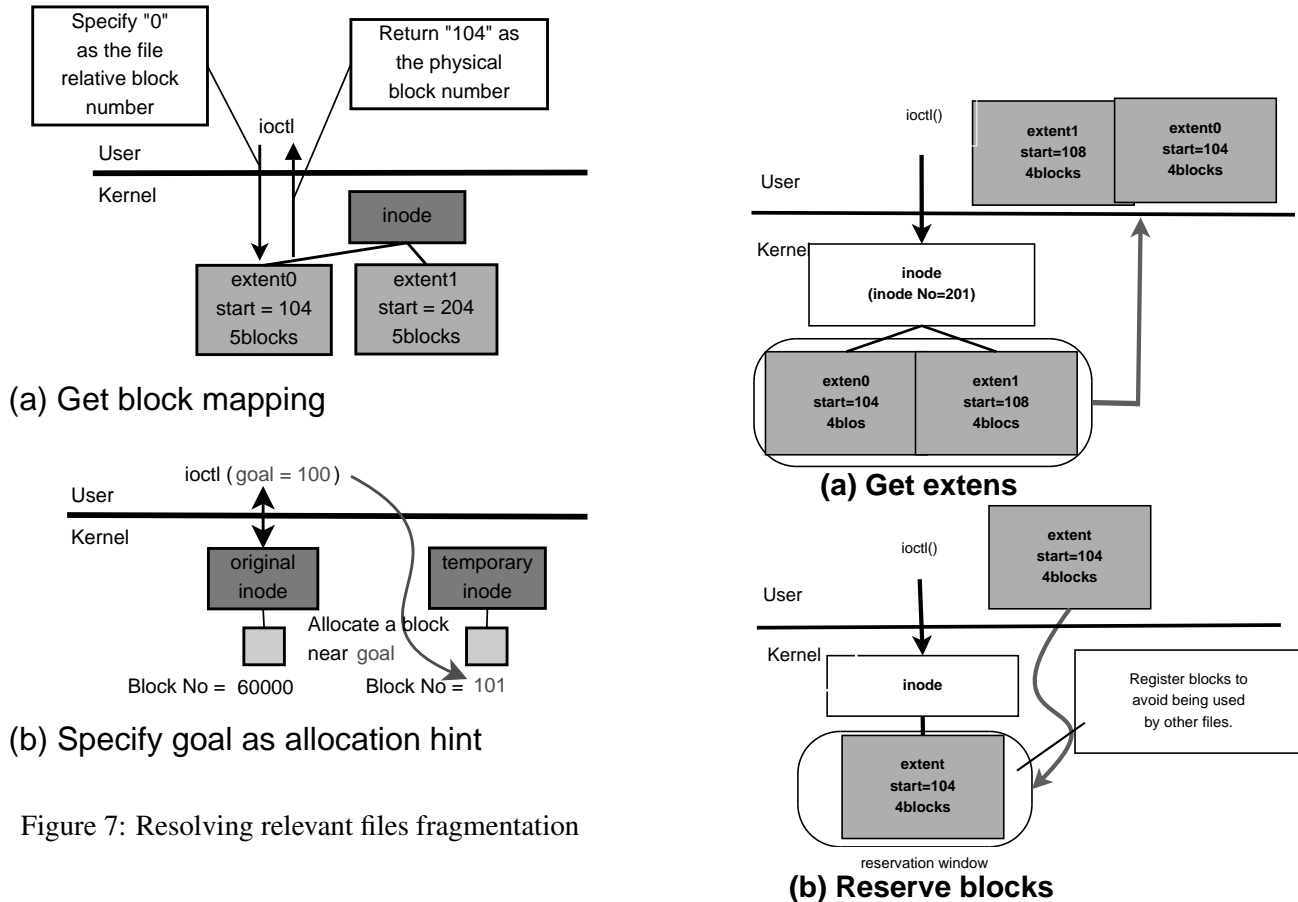 Specify "0"
as the file
relative block
number
Return "104" as
the physical
block number
ioctl
User
Kernel
inode
extent0
start = 104
5blocks
extent1
start = 204
5blocks
(a) Get block mapping
ioctl (goal = 100)
User
Kernel
original
inode
temporary
inode
Allocate a block
near goal
Block No = 60000
Block No = 101
(b) Specify goal as allocation hint
Figure 7: Resolving relevant files fragmentation
ioctl()
extent1
start=108
4blocks
extent0
start=104
4blocks
User
Kernel
inode
(inode No=201)
exten0
start=104
4blos
exten1
start=108
4blocs
(a) Get extens
ioctl()
extent
start=104
4blocks
User
Kernel
inode
Register blocks to
avoid being used
by other files.
extent
start=104
4blocks
reservation window
(b) Reserve blocks